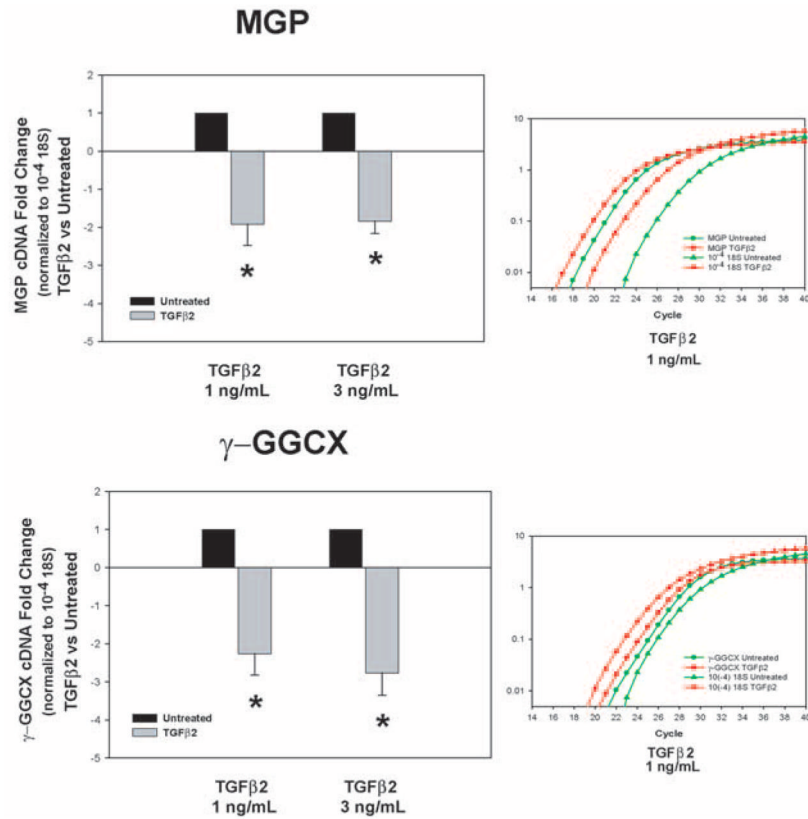 MGP
MGP cDNA Fold Change
(normalized to 10⁻⁴ 18S)
TGFβ2 vs Untreated
2
1
0
-1
-2
-3
-4
-5
*
*
Untreated
TGFβ2
TGFβ2
1 ng/mL
TGFβ2
3 ng/mL
10
1
0.1
0.01
MGP Untreated
MGP TGFβ2
10⁻⁴ 18S Untreated
10⁻⁴ 18S TGFβ2
14 16 18 20 22 24 26 28 30 32 34 36 38 40
Cycle
TGFβ2
1 ng/mL
γ–GGCX
γ–GGCX cDNA Fold Change
(normalized to 10⁻⁴ 18S)
TGFβ2 vs Untreated
2
1
0
-1
-2
-3
-4
-5
*
*
Untreated
TGFβ2
TGFβ2
1 ng/mL
TGFβ2
3 ng/mL
10
1
0.1
0.01
γ-GGCX Untreated
γ-GGCX TGFβ2
10(-4) 18S Untreated
10(-4) 18S TGFβ2
14 16 18 20 22 24 26 28 30 32 34 36 38 40
Cycle
TGFβ2
1 ng/mL